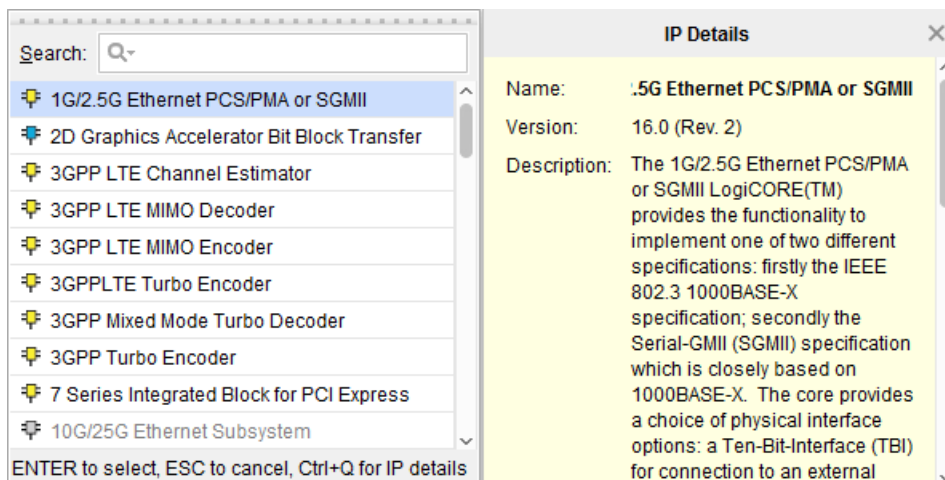 Search:
1G/2.5G Ethernet PCS/PMA or SGMII
2D Graphics Accelerator Bit Block Transfer
3GPP LTE Channel Estimator
3GPP LTE MIMO Decoder
3GPP LTE MIMO Encoder
3GPPLTE Turbo Encoder
3GPP Mixed Mode Turbo Decoder
3GPP Turbo Encoder
7 Series Integrated Block for PCI Express
10G/25G Ethernet Subsystem
ENTER to select, ESC to cancel, Ctrl+Q for IP details
IP Details
Name: .5G Ethernet PCS/PMA or SGMII
Version: 16.0 (Rev. 2)
Description: The 1G/2.5G Ethernet PCS/PMA
or SGMII LogiCORE(TM)
provides the functionality to
implement one of two different
specifications: firstly the IEEE
802.3 1000BASE-X
specification; secondly the
Serial-GMII (SGMII) specification
which is closely based on
1000BASE-X. The core provides
a choice of physical interface
options: a Ten-Bit-Interface (TBI)
for connection to an external